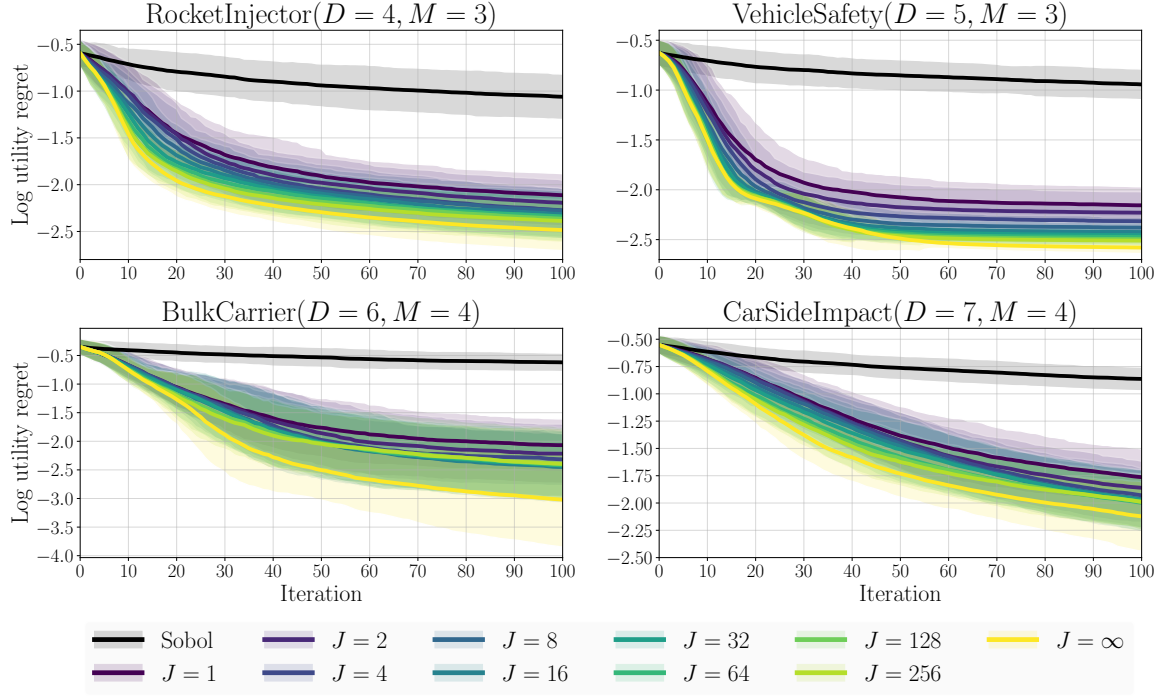 RocketInjector(D = 4, M = 3)
VehicleSafety(D = 5, M = 3)
Log utility regret
−0.5
−1.0
−1.5
−2.0
−2.5
0 10 20 30 40 50 60 70 80 90 100
−0.5
−1.0
−1.5
−2.0
−2.5
0 10 20 30 40 50 60 70 80 90 100
BulkCarrier(D = 6, M = 4)
CarSideImpact(D = 7, M = 4)
Log utility regret
−0.5
−1.0
−1.5
−2.0
−2.5
−3.0
−3.5
−4.0
0 10 20 30 40 50 60 70 80 90 100
Iteration
−0.50
−0.75
−1.00
−1.25
−1.50
−1.75
−2.00
−2.25
−2.50
0 10 20 30 40 50 60 70 80 90 100
Iteration
Sobol J = 2 J = 8 J = 32 J = 128 J = ∞
J = 1 J = 4 J = 16 J = 64 J = 256